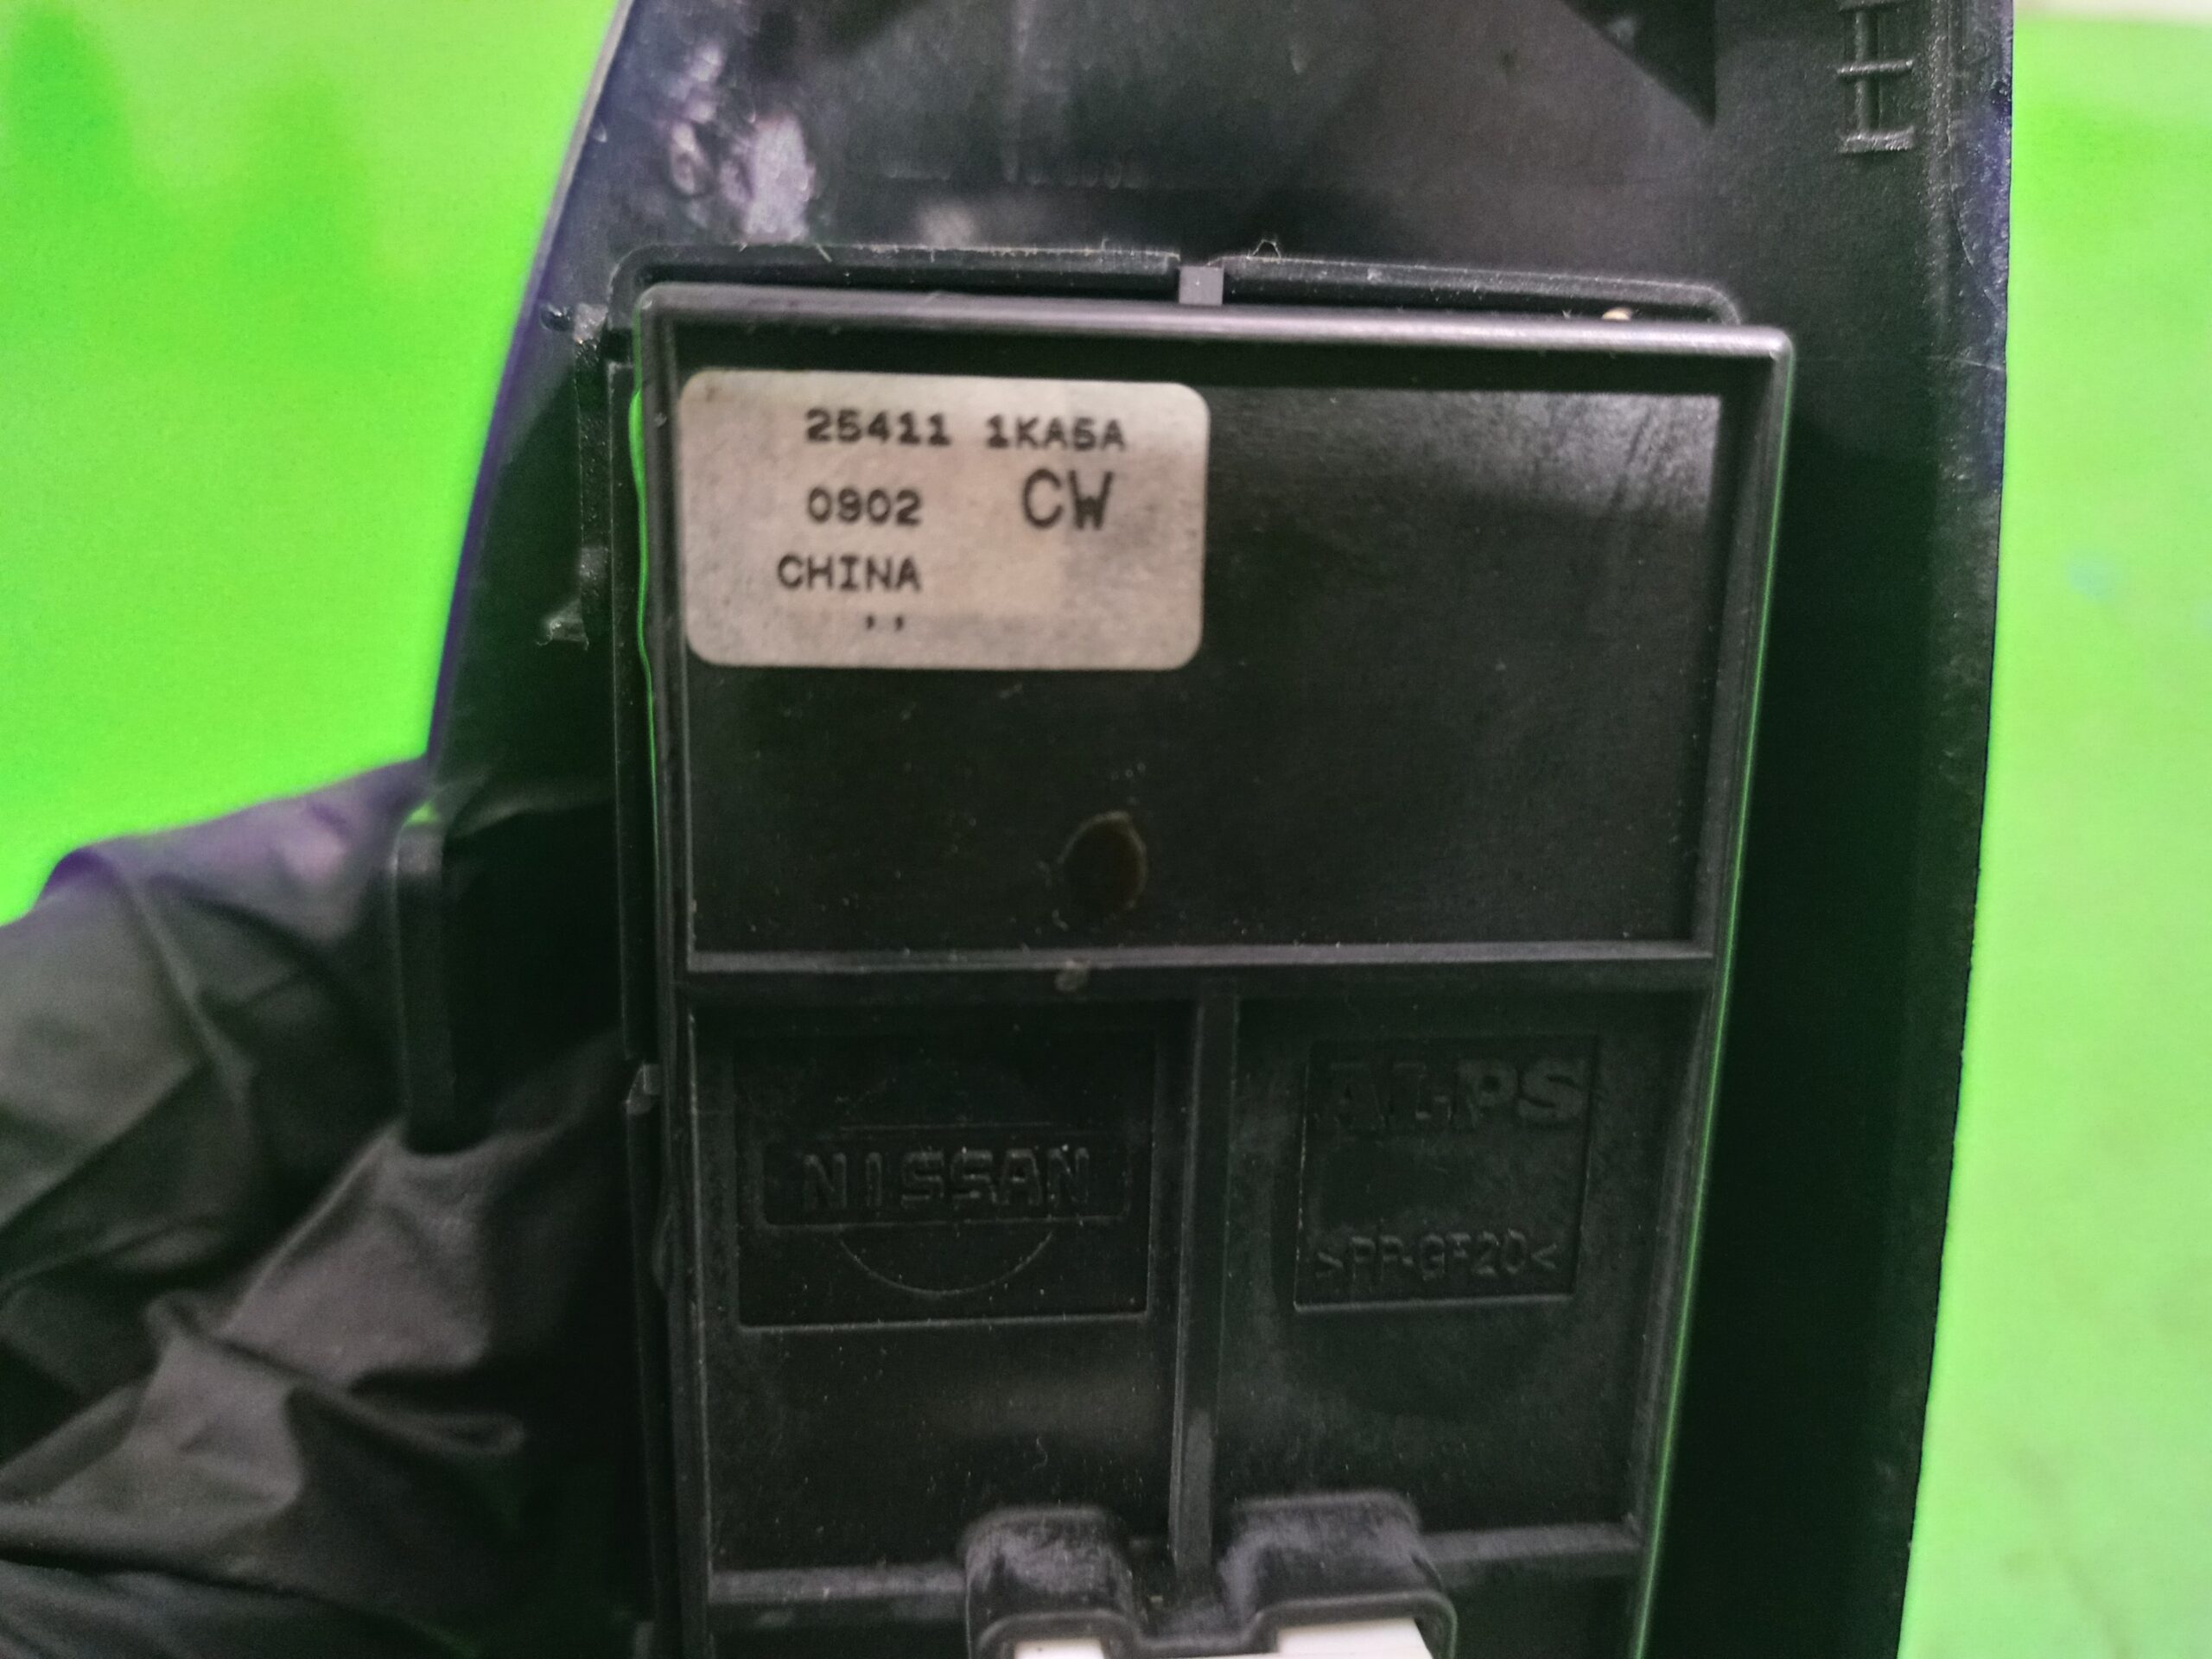 25411 1KA5A
0902 CW
CHINA
NISSAN
ALPS
>PP-GF20<